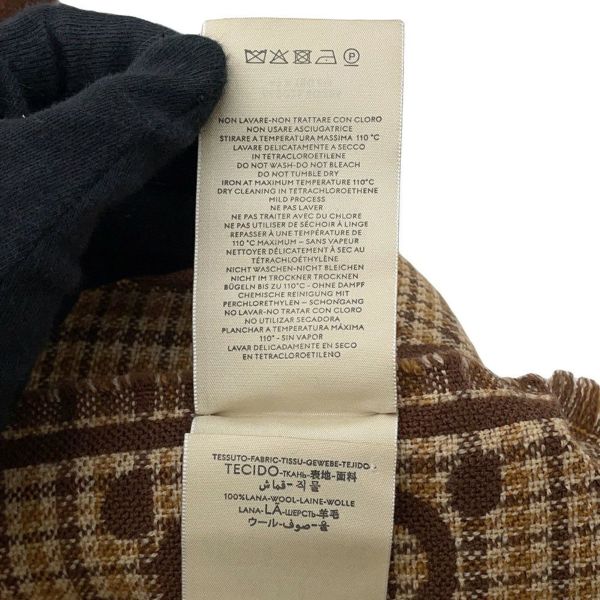 NON LAVARE-NON TRATTARE CON CLORO
NON USARE ASCIUGATRICE
STIRARE A TEMPERATURA MASSIMA 110 °C
LAVARE DELICATAMENTE A SECCO
IN TETRACLOROETILENE
DO NOT WASH-DO NOT BLEACH
DO NOT TUMBLE DRY
IRON AT MAXIMUM TEMPERATURE 110°C
DRY CLEANING IN TETRACHLOROETHENE
MILD PROCESS
NE PAS LAVER
NE PAS TRAITER AVEC DU CHLORE
NE PAS UTILISER DE SÉCHOIR À LINGE
REPASSER À UNE TEMPÉRATURE DE
110 °C MAXIMUM – SANS VAPEUR
NETTOYER DÉLICATEMENT À SEC AU
TÉTRACHLOÉTHYLÈNE
NICHT WASCHEN-NICHT BLEICHEN
NICHT IM TROCKNER TROCKNEN
BÜGELN BIS ZU 110°C - OHNE DAMPF
CHEMISCHE REINIGUNG MIT
PERCHLORETHYLEN – SCHONGANG
NO LAVAR-NO TRATAR CON CLORO
NO UTILIZAR SECADORA
PLANCHAR A TEMPERATURA MÁXIMA
110° - SIN VAPOR
LAVAR DELICADAMENTE EN SECO
EN TETRACLOROETILENO
TESSUTO-FABRIC-TISSU-GEWEBE-TEJIDO
TECIDO-ТКАНЬ-表地-面料
직물 - قماش
100%LANA-WOOL-LAINE-WOLLE
LANA-LÃ-ШЕРСТЬ-羊毛
ウール - صوف - 울